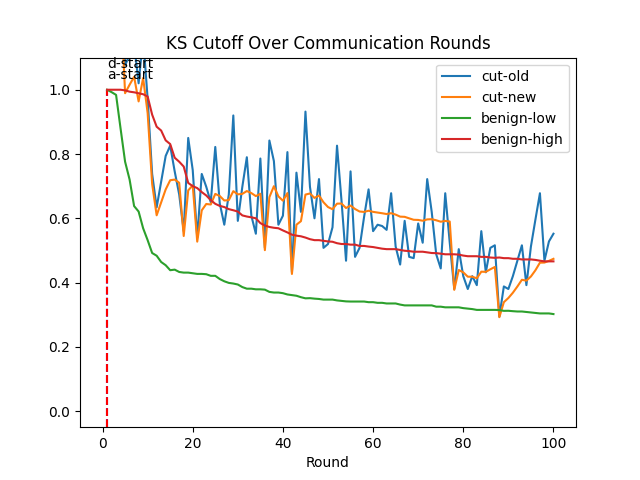 KS Cutoff Over Communication Rounds
d-start
a-start
cut-old
cut-new
benign-low
benign-high
1.0
0.8
0.6
0.4
0.2
0.0
0 20 40 60 80 100
Round